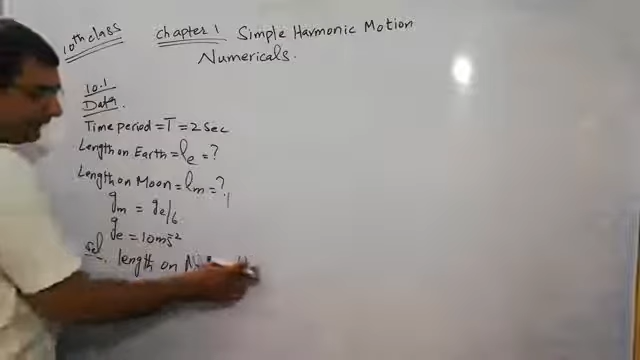 10th class Chapter 1 Simple Harmonic Motion
Numericals.
10.1
Data.
Time period = T = 2 sec
Length on Earth = le = ?
Length on Moon = lm = ?
gm = ge/6
ge = 10ms⁻²
Sol. length on